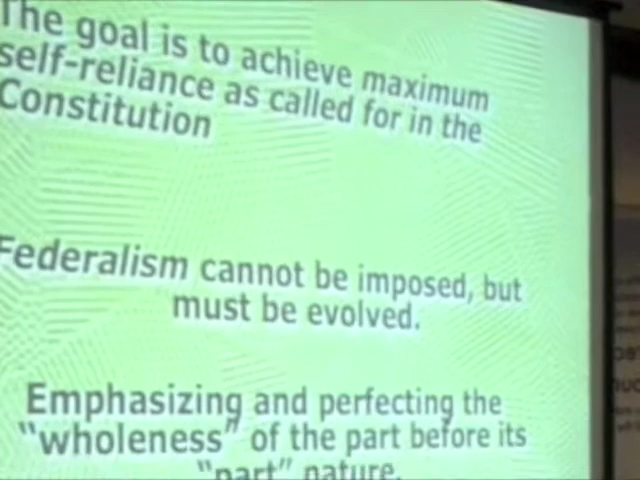 The goal is to achieve maximum
self-reliance as called for in the
Constitution
Federalism cannot be imposed, but
must be evolved.
Emphasizing and perfecting the
“wholeness” of the part before its
“part” nature.